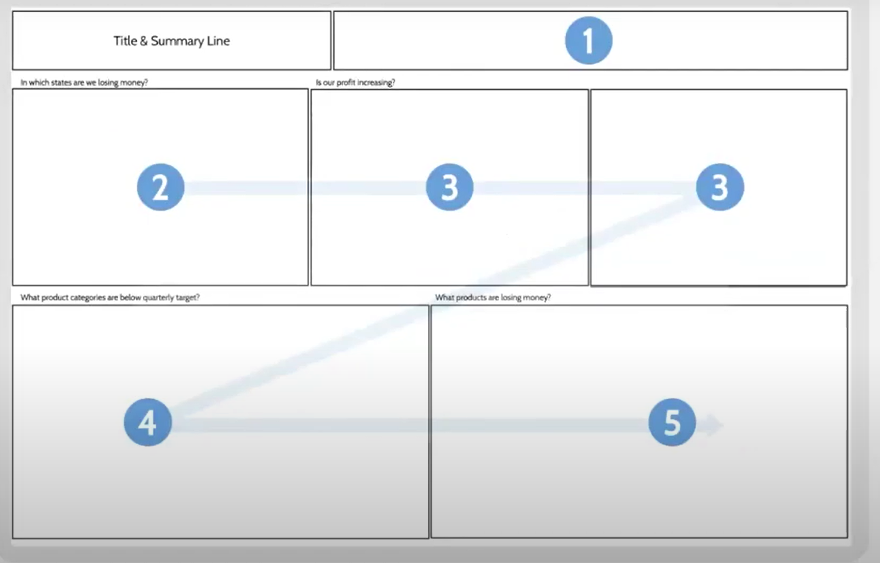 Title & Summary Line
1
In which states are we losing money?
Is our profit increasing?
2
3
3
What product categories are below quarterly target?
What products are losing money?
4
5